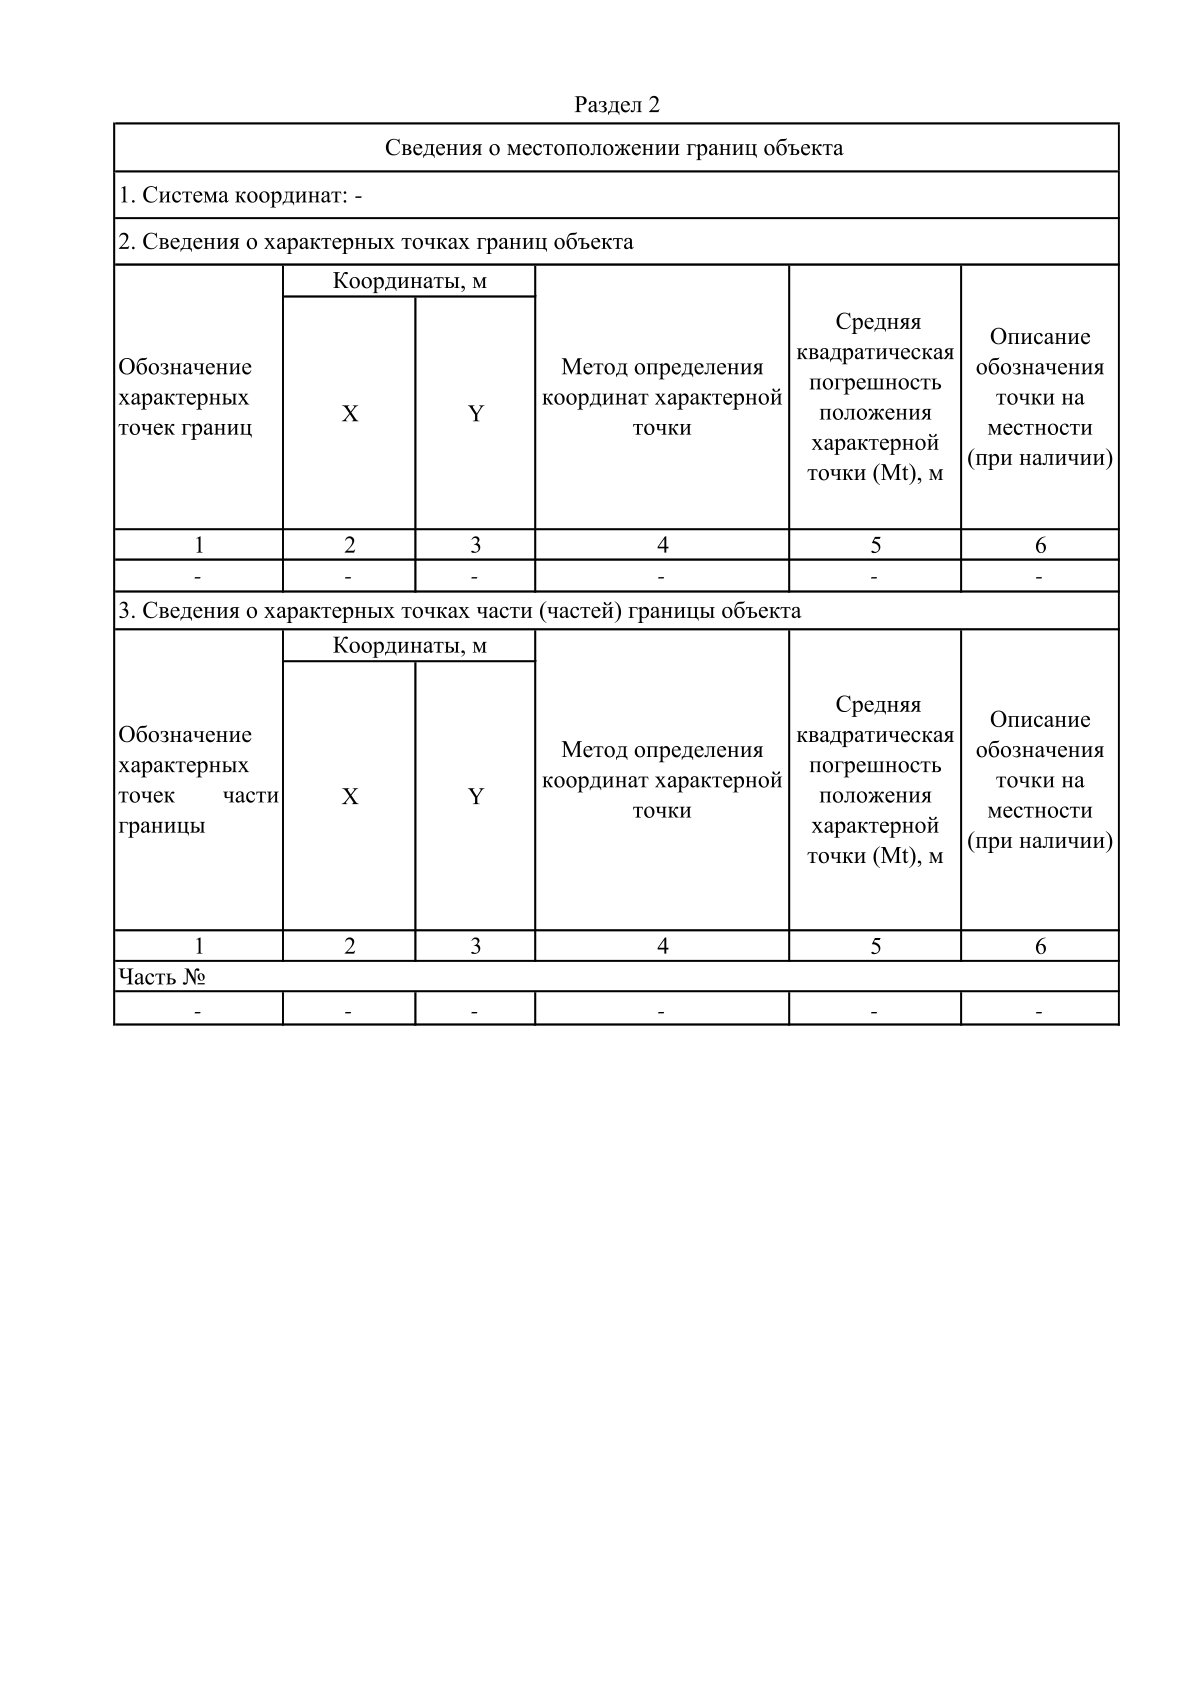 Раздел 2
Сведения о местоположении границ объекта
1. Система координат: -
2. Сведения о характерных точках границ объекта
Обозначение
характерных
точек границ
Координаты, м
X
Y
Метод определения
координат характерной
точки
Средняя
квадратическая
погрешность
положения
характерной
точки (Mt), м
Описание
обозначения
точки на
местности
(при наличии)
1 2 3 4 5 6
- - - - - -
3. Сведения о характерных точках части (частей) границы объекта
Обозначение
характерных
точек части
границы
Координаты, м
X
Y
Метод определения
координат характерной
точки
Средняя
квадратическая
погрешность
положения
характерной
точки (Mt), м
Описание
обозначения
точки на
местности
(при наличии)
1 2 3 4 5 6
Часть №
- - - - - -